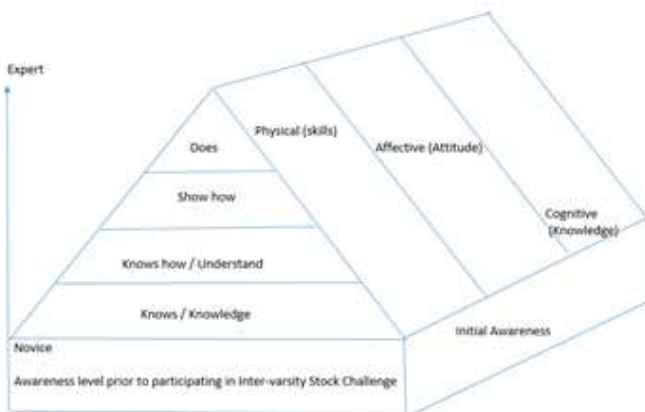 Expert
Physical (skills)
Does
Affective (Attitude)
Show how
Cognitive
(Knowledge)
Knows how / Understand
Knows / Knowledge
Initial Awareness
Novice
Awareness level prior to participating in Inter-varsity Stock Challenge